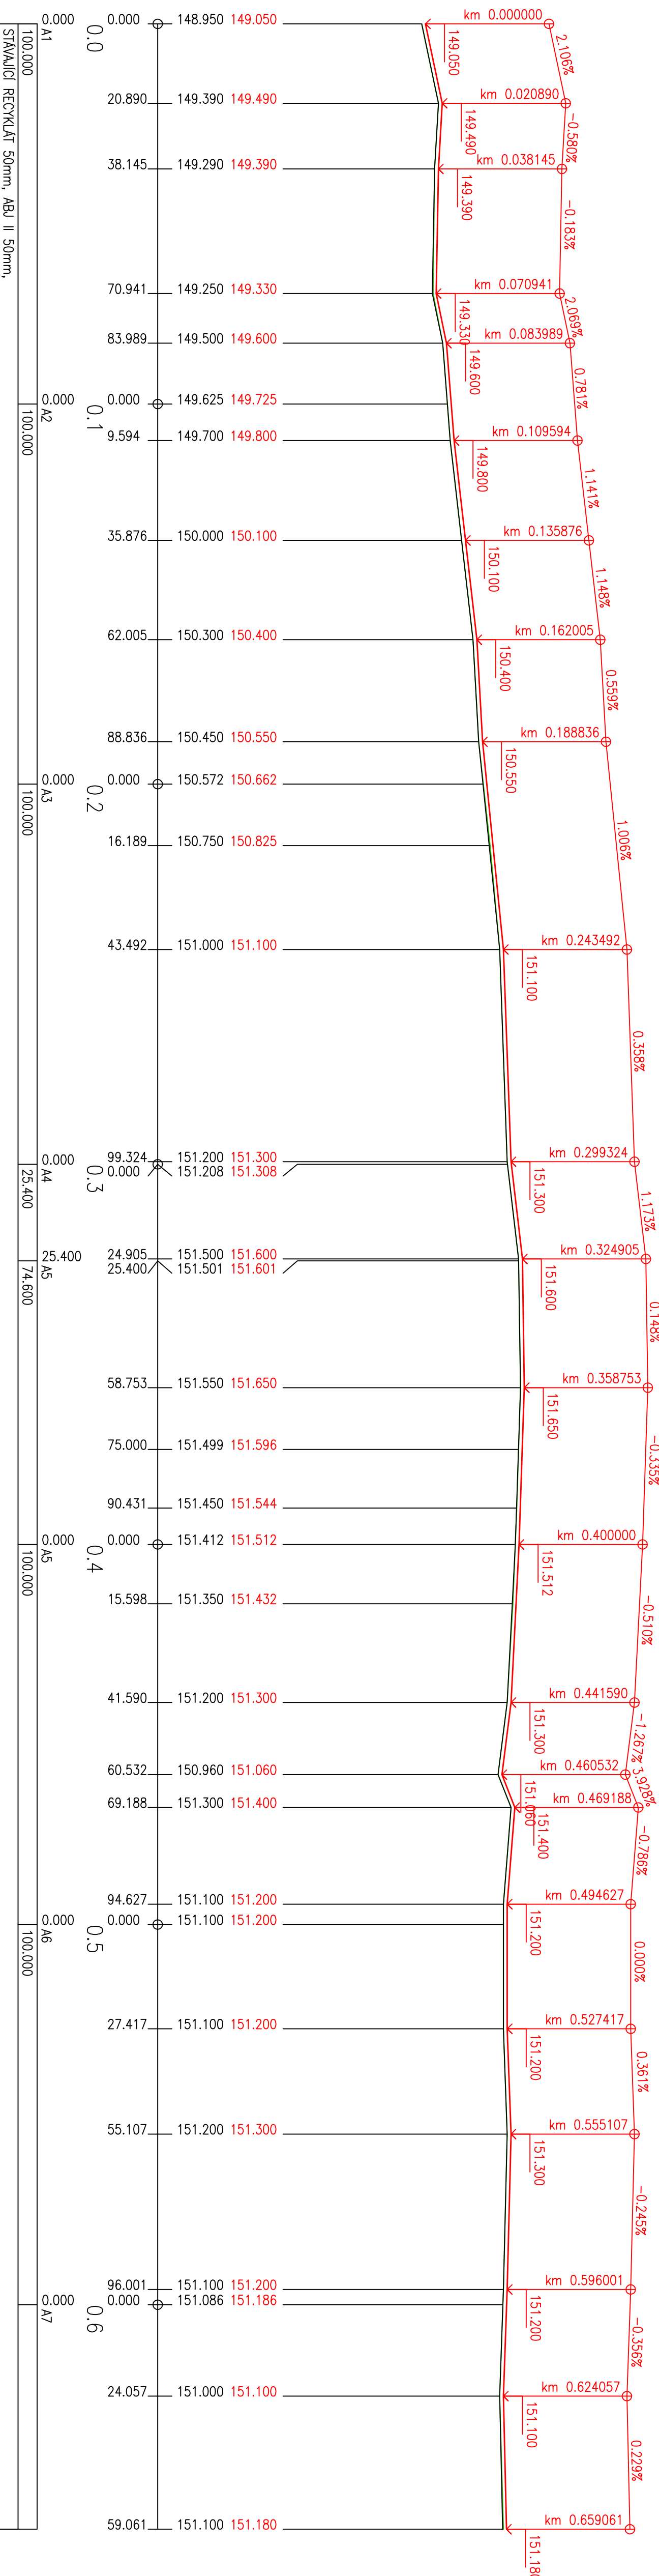 0.000 A1 0.0 0.000 148.950 149.050 149.050 km 0.000000
100.000
2.106%
20.890 149.390 149.490 149.490 km 0.020890
-0.580%
38.145 149.290 149.390 149.390 km 0.038145
-0.183%
70.941 149.250 149.330 149.330 km 0.070941
2.069%
83.989 149.500 149.600 149.600 km 0.083989
0.781%
0.000 A2 0.1 0.000 149.625 149.725
100.000
9.594 149.700 149.800 149.800 km 0.109594
1.141%
35.876 150.000 150.100 150.100 km 0.135876
1.148%
62.005 150.300 150.400 150.400 km 0.162005
0.559%
88.836 150.450 150.550 150.550 km 0.188836
0.000 A3 0.2 0.000 150.572 150.662
100.000
1.006%
16.189 150.750 150.825
43.492 151.000 151.100 151.100 km 0.243492
0.358%
99.324 151.200 151.300 151.300 km 0.299324
0.000 A4 0.3 0.000 151.208 151.308
25.400
1.173%
24.905 151.500 151.600 151.600 km 0.324905
25.400 A5 25.400 151.501 151.601
74.600
0.148%
58.753 151.550 151.650 151.650 km 0.358753
-0.335%
75.000 151.499 151.596
90.431 151.450 151.544
0.000 A5 0.4 0.000 151.412 151.512 151.512 km 0.400000
100.000
-0.510%
15.598 151.350 151.432
41.590 151.200 151.300 151.300 km 0.441590
-1.267%
60.532 150.960 151.060 151.060 km 0.460532
3.928%
69.188 151.300 151.400 151.400 km 0.469188
-0.786%
94.627 151.100 151.200 151.200 km 0.494627
0.000 A6 0.5 0.000 151.100 151.200
100.000
0.000%
27.417 151.100 151.200 151.200 km 0.527417
0.361%
55.107 151.200 151.300 151.300 km 0.555107
-0.245%
96.001 151.100 151.200 151.200 km 0.596001
0.000 A7 0.6 0.000 151.086 151.186
-0.356%
24.057 151.000 151.100 151.100 km 0.624057
0.229%
59.061 151.100 151.180 151.180 km 0.659061
STÁVAJÍCÍ RECYKLÁT 50mm, ABJ II 50mm,